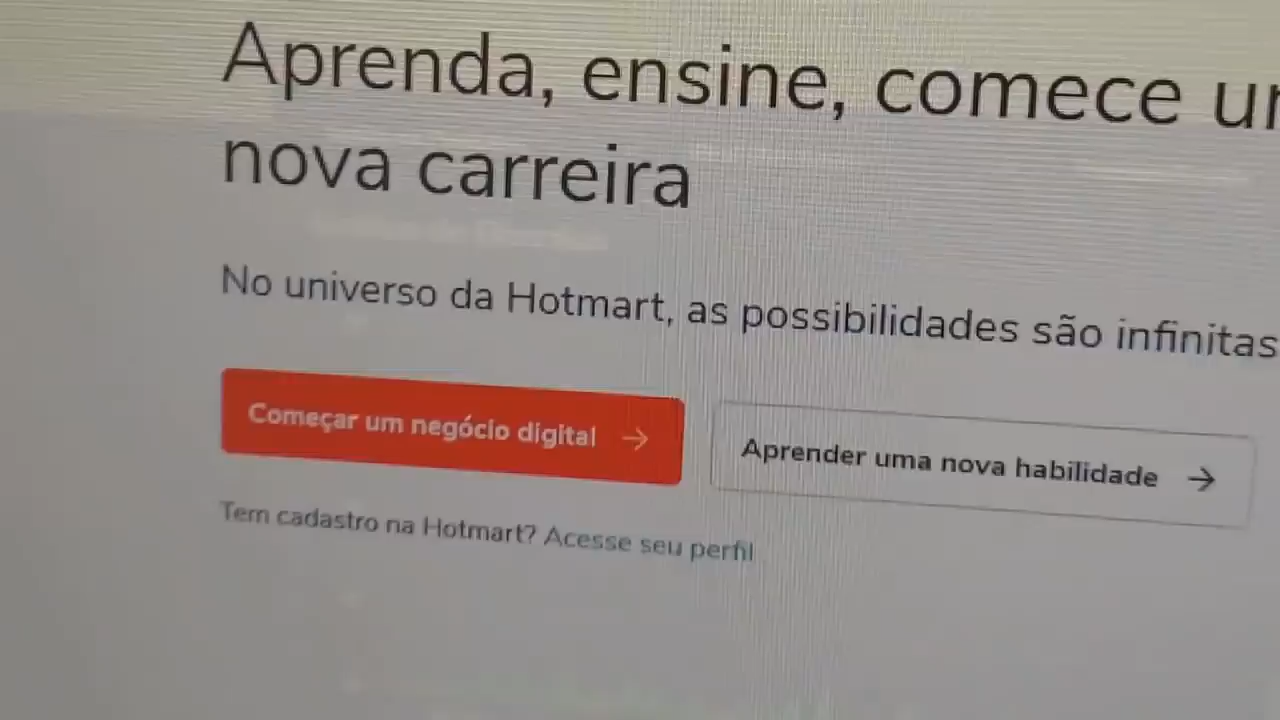 Aprenda, ensine, comece
nova carreira
No universo da Hotmart, as possibilidades são infinitas
Começar um negócio digital →
Aprender uma nova habilidade →
Tem cadastro na Hotmart? Acesse seu perfil